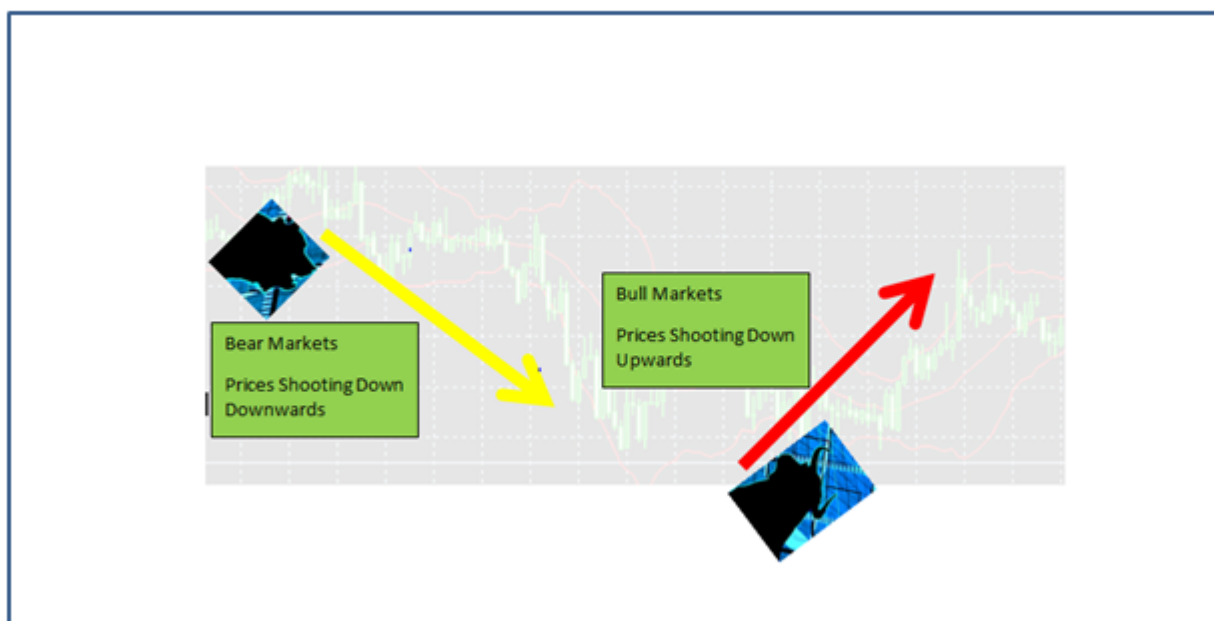 Bear Markets
Prices Shooting Down
Downwards
Bull Markets
Prices Shooting Down
Upwards